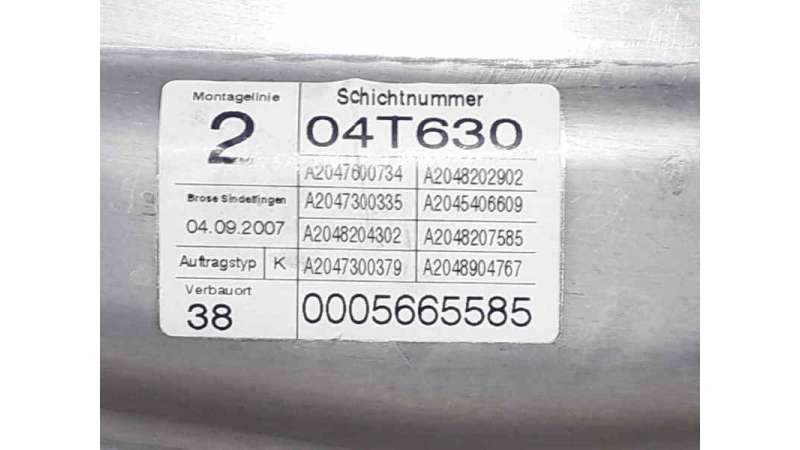 Montagelinie Schichtnummer
2 04T630
A2047600734 A2048202902
Brose Sindelfingen A2047300335 A2045406609
04.09.2007 A2048204302 A2048207585
Auftragstyp K A2047300379 A2048904767
Verbauort
38 0005665585